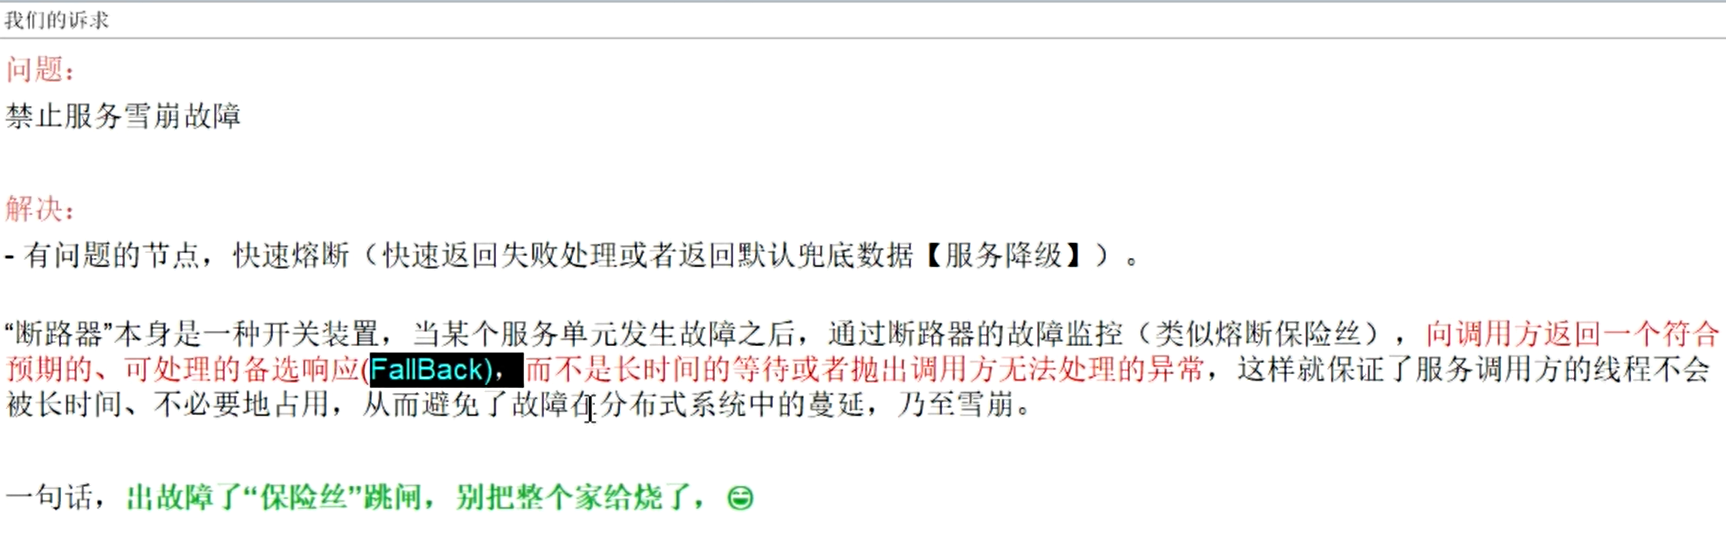 我们的诉求
问题：
禁止服务雪崩故障
解决：
- 有问题的节点，快速熔断（快速返回失败处理或者返回默认兜底数据【服务降级】）。
“断路器”本身是一种开关装置，当某个服务单元发生故障之后，通过断路器的故障监控（类似熔断保险丝），向调用方返回一个符合
预期的、可处理的备选响应(FallBack)，而不是长时间的等待或者抛出调用方无法处理的异常，这样就保证了服务调用方的线程不会
被长时间、不必要地占用，从而避免了故障在分布式系统中的蔓延，乃至雪崩。
一句话，出故障了“保险丝”跳闸，别把整个家给烧了，😄